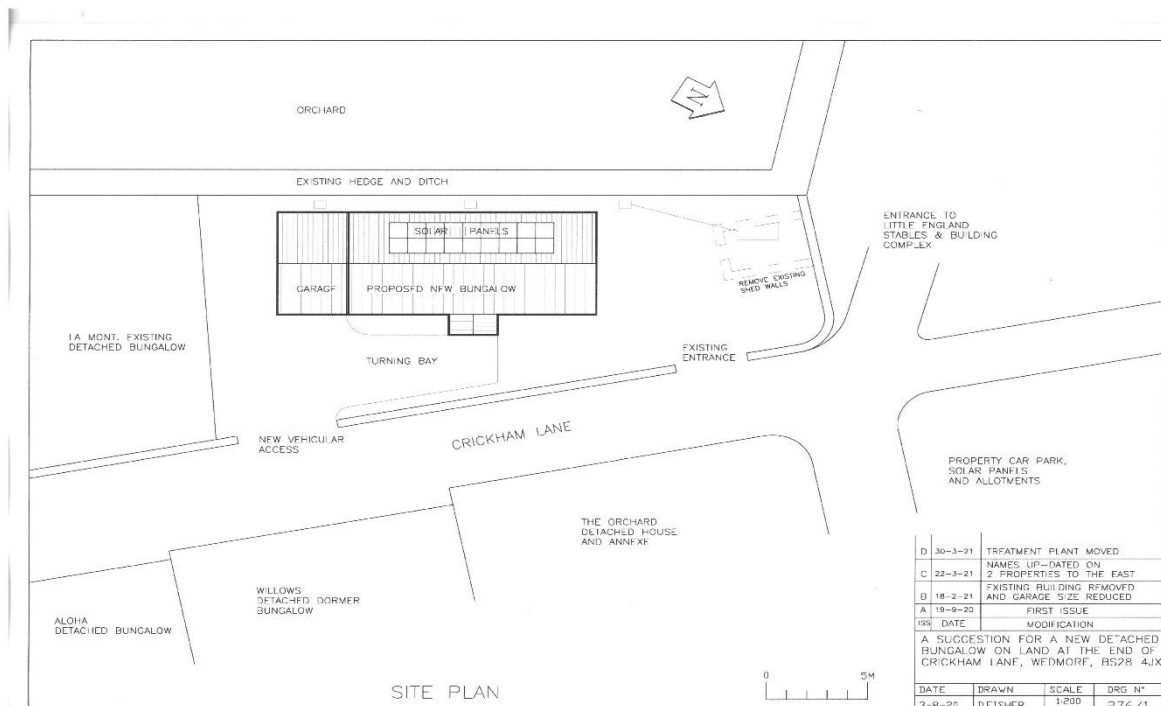 ORCHARD
N
EXISTING HEDGE AND DITCH
SOLAR PANELS
ENTRANCE TO
LITTLE ENGLAND
STABLES & BUILDING
COMPLEX
GARAGE
PROPOSED NEW BUNGALOW
REMOVE EXISTING
SHED WALLS
I.A MONT. EXISTING
DETACHED BUNGALOW
TURNING BAY
EXISTING
ENTRANCE
NEW VEHICULAR
ACCESS
CRICKHAM LANE
PROPERTY CAR PARK,
SOLAR PANELS
AND ALLOTMENTS
THE ORCHARD
DETACHED HOUSE
AND ANNEXE
WILLOWS
DETACHED DORMER
BUNGALOW
ALOHA
DETACHED BUNGALOW
SITE PLAN
0 5M
D 30-3-21 TREATMENT PLANT MOVED
C 22-3-21 NAMES UP-DATED ON
2 PROPERTIES TO THE EAST
B 18-2-21 EXISTING BUILDING REMOVED
AND GARAGE SIZE REDUCED
A 19-9-20 FIRST ISSUE
ISS DATE MODIFICATION
A SUGGESTION FOR A NEW DETACHED
BUNGALOW ON LAND AT THE END OF
CRICKHAM LANE, WEDMORE, BS28 4JX
DATE DRAWN SCALE DRG N°
D.FISHER 1:200 276/1